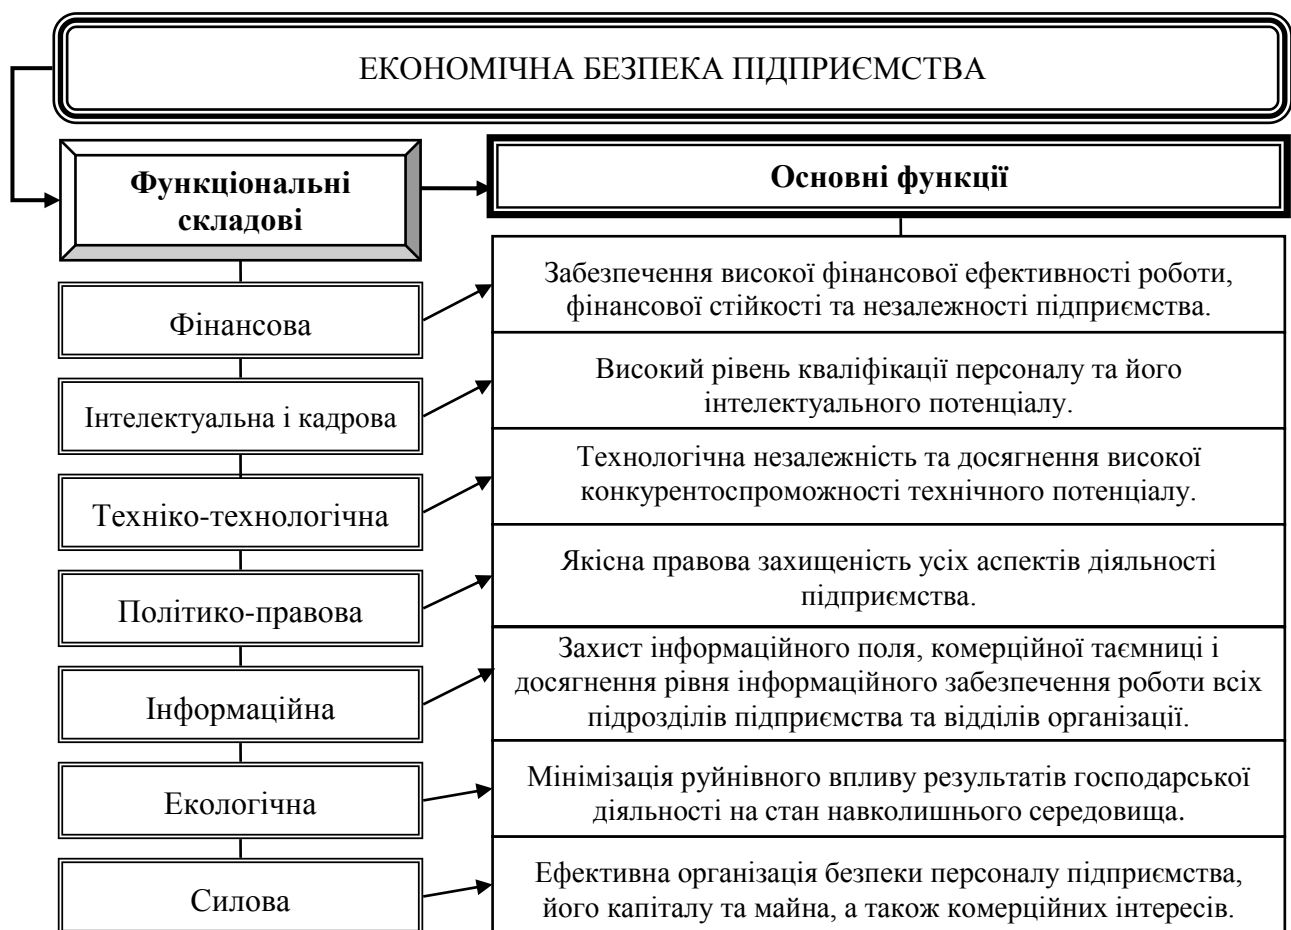 ЕКОНОМІЧНА БЕЗПЕКА ПІДПРИЄМСТВА
Функціональні
складові
Основні функції
Фінансова
Забезпечення високої фінансової ефективності роботи,
фінансової стійкості та незалежності підприємства.
Інтелектуальна і кадрова
Високий рівень кваліфікації персоналу та його
інтелектуального потенціалу.
Техніко-технологічна
Технологічна незалежність та досягнення високої
конкурентоспроможності технічного потенціалу.
Політико-правова
Якісна правова захищеність усіх аспектів діяльності
підприємства.
Інформаційна
Захист інформаційного поля, комерційної таємниці і
досягнення рівня інформаційного забезпечення роботи всіх
підрозділів підприємства та відділів організації.
Екологічна
Мінімізація руйнівного впливу результатів господарської
діяльності на стан навколишнього середовища.
Силова
Ефективна організація безпеки персоналу підприємства,
його капіталу та майна, а також комерційних інтересів.